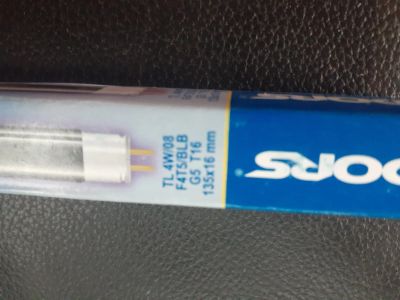 TL 4W/08
F4T5/BLB
G5 T16
135x16 mm
DORS